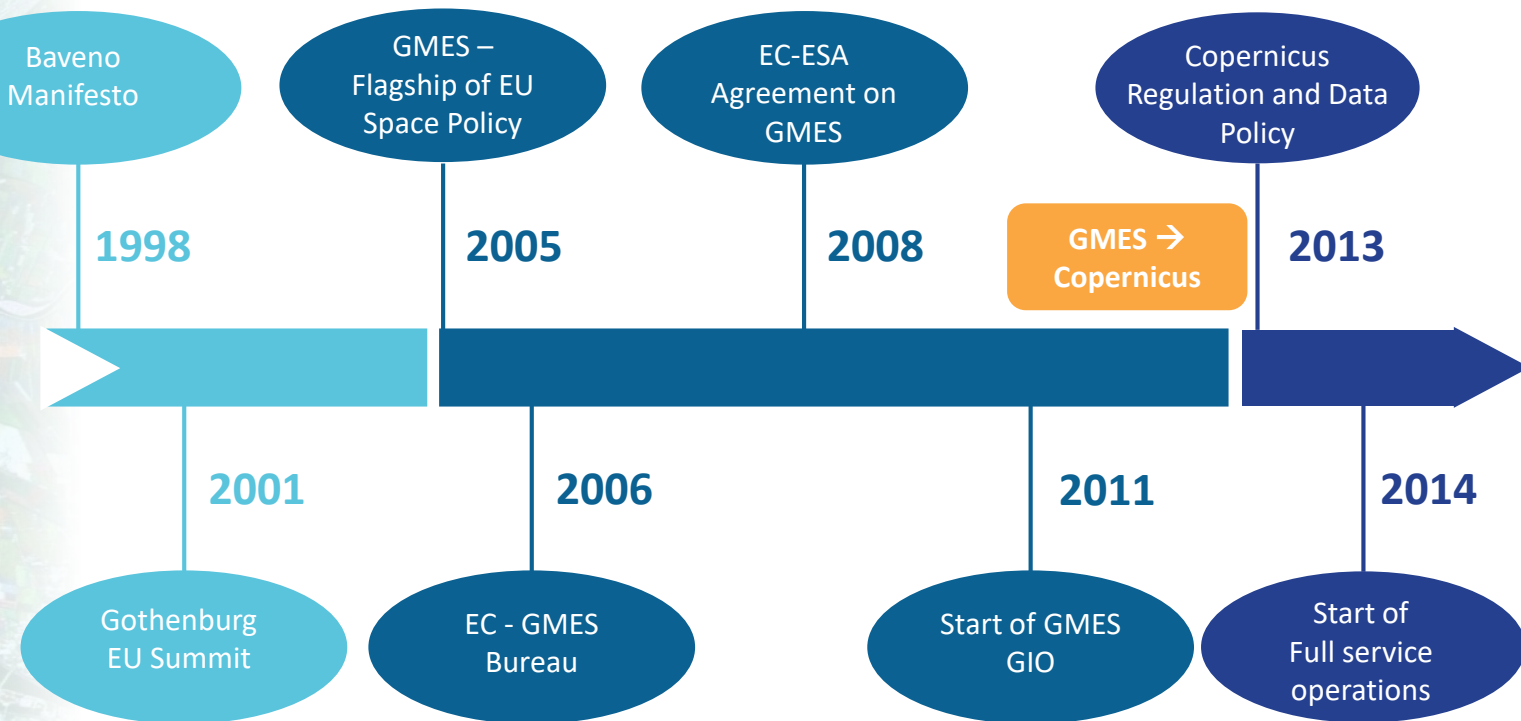 Baveno
Manifesto
GMES –
Flagship of EU
Space Policy
EC-ESA
Agreement on
GMES
Copernicus
Regulation and Data
Policy
1998
2005
2008
GMES →
Copernicus
2013
2001
2006
2011
2014
Gothenburg
EU Summit
EC - GMES
Bureau
Start of GMES
GIO
Start of
Full service
operations